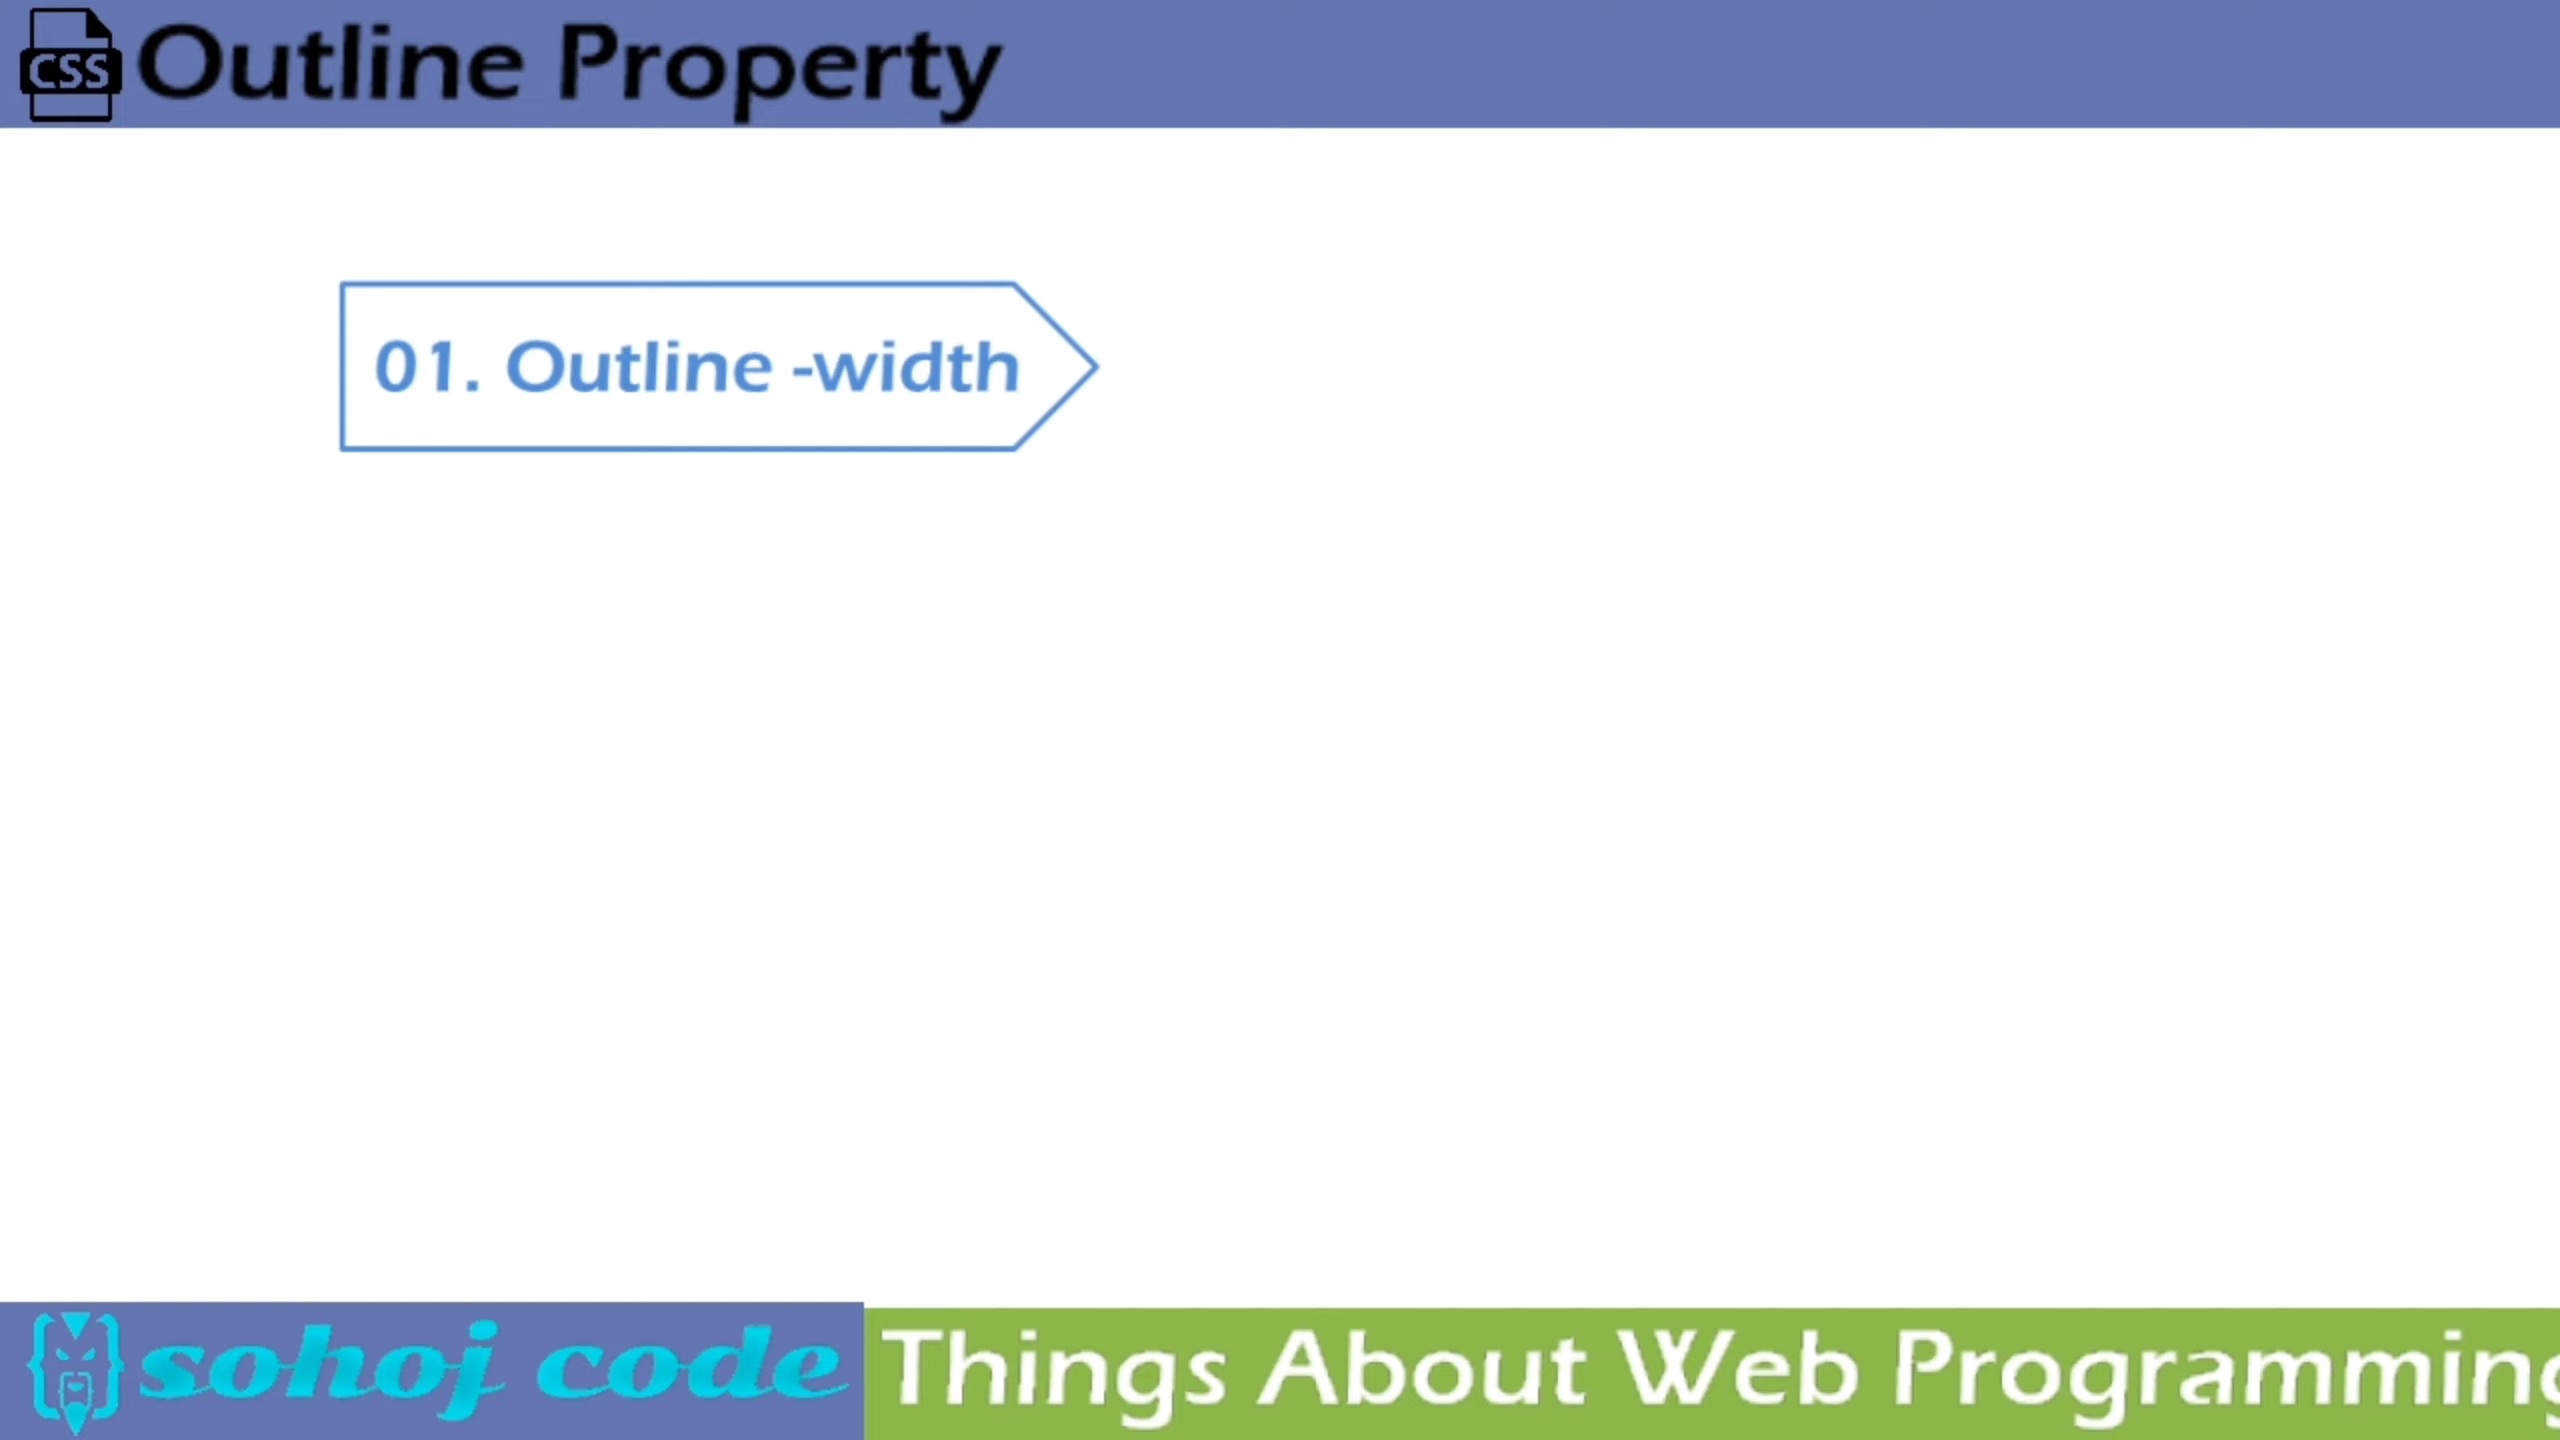 CSS Outline Property
01. Outline -width
sohoj code Things About Web Programming